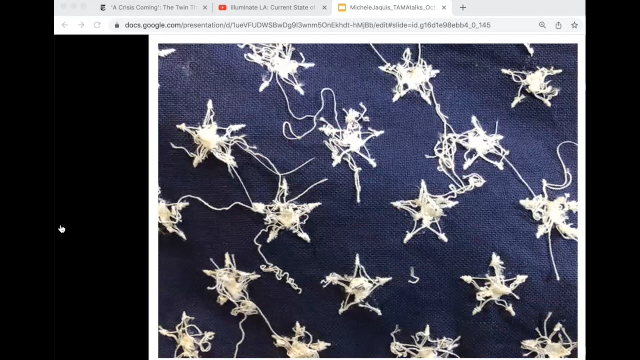 'A Crisis Coming': The Twin Th
Illuminate LA: Current State of
MicheleJaquis_TAMAtalks_Oct
docs.google.com/presentation/d/1ueVFUDWSBwDg9l3wnm5OnEkhdt-hMjBb/edit#slide=id.g16d1e98ebb4_0_145